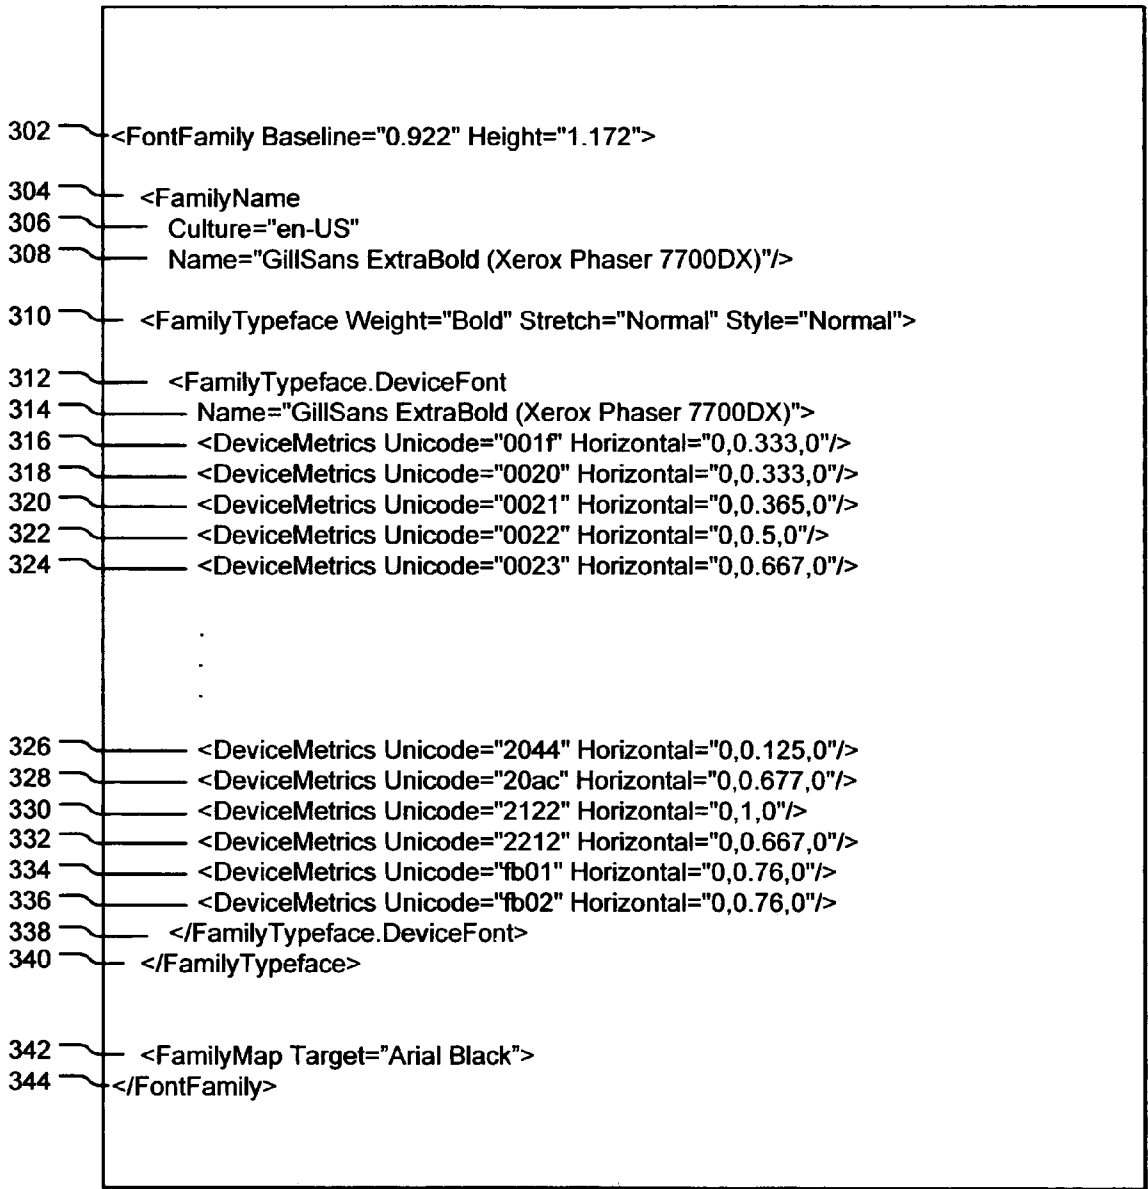 302 <FontFamily Baseline="0.922" Height="1.172">
304 <FamilyName
306 Culture="en-US"
308 Name="GillSans ExtraBold (Xerox Phaser 7700DX)"/>
310 <FamilyTypeface Weight="Bold" Stretch="Normal" Style="Normal">
312 <FamilyTypeface.DeviceFont
314 Name="GillSans ExtraBold (Xerox Phaser 7700DX)">
316 <DeviceMetrics Unicode="001f" Horizontal="0,0.333,0"/>
318 <DeviceMetrics Unicode="0020" Horizontal="0,0.333,0"/>
320 <DeviceMetrics Unicode="0021" Horizontal="0,0.365,0"/>
322 <DeviceMetrics Unicode="0022" Horizontal="0,0.5,0"/>
324 <DeviceMetrics Unicode="0023" Horizontal="0,0.667,0"/>
.
.
.
326 <DeviceMetrics Unicode="2044" Horizontal="0,0.125,0"/>
328 <DeviceMetrics Unicode="20ac" Horizontal="0,0.677,0"/>
330 <DeviceMetrics Unicode="2122" Horizontal="0,1,0"/>
332 <DeviceMetrics Unicode="2212" Horizontal="0,0.667,0"/>
334 <DeviceMetrics Unicode="fb01" Horizontal="0,0.76,0"/>
336 <DeviceMetrics Unicode="fb02" Horizontal="0,0.76,0"/>
338 </FamilyTypeface.DeviceFont>
340 </FamilyTypeface>
342 <FamilyMap Target="Arial Black">
344 </FontFamily>